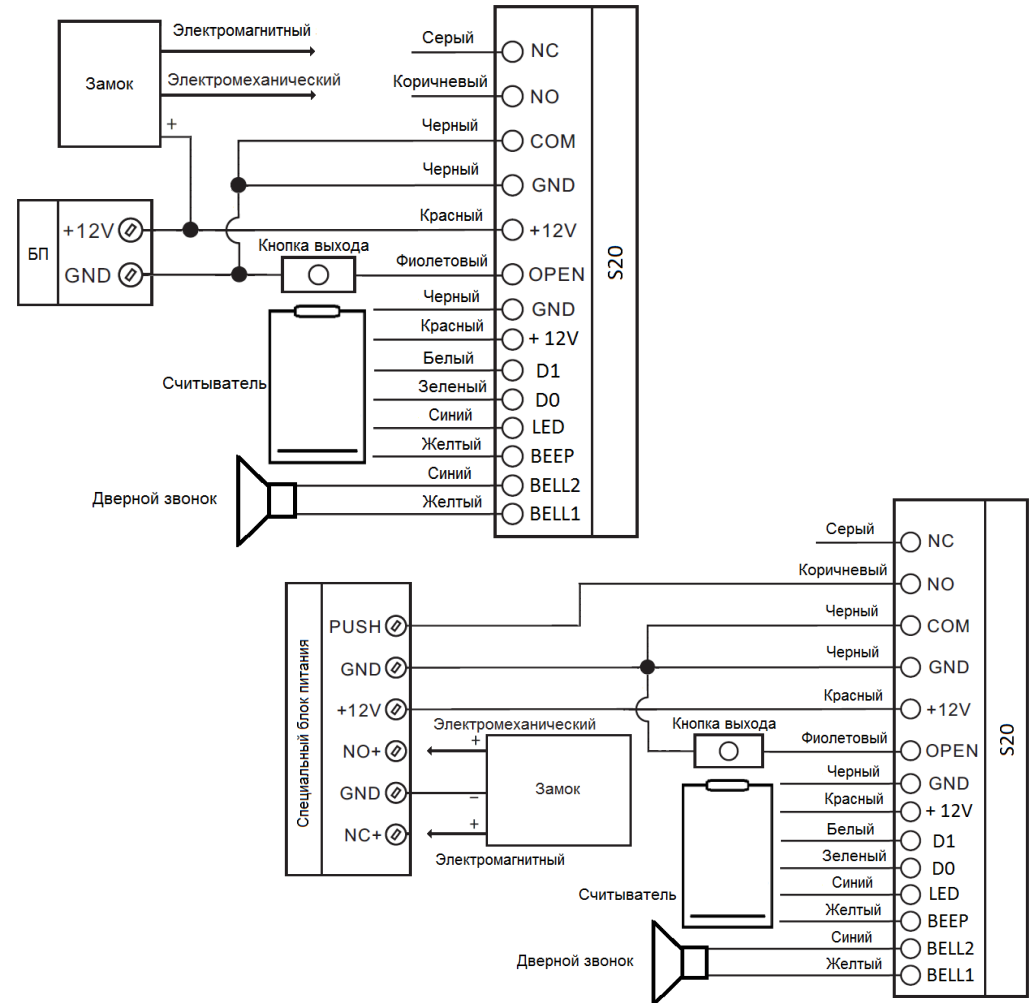 Электромагнитный
Замок
Электромеханический
+
БП
+12V
GND
Кнопка выхода
Считыватель
Дверной звонок
Серый
NC
Коричневый
NO
Черный
COM
Черный
GND
Красный
+12V
Фиолетовый
OPEN
Черный
GND
Красный
+ 12V
Белый
D1
Зеленый
D0
Синий
LED
Желтый
BEEP
Синий
BELL2
Желтый
BELL1
S20
Специальный блок питания
PUSH
GND
+12V
NO+
GND
NC+
Электромеханический
+
Замок
–
+
Электромагнитный
Кнопка выхода
Считыватель
Дверной звонок
Серый
NC
Коричневый
NO
Черный
COM
Черный
GND
Красный
+12V
Фиолетовый
OPEN
Черный
GND
Красный
+ 12V
Белый
D1
Зеленый
D0
Синий
LED
Желтый
BEEP
Синий
BELL2
Желтый
BELL1
S20